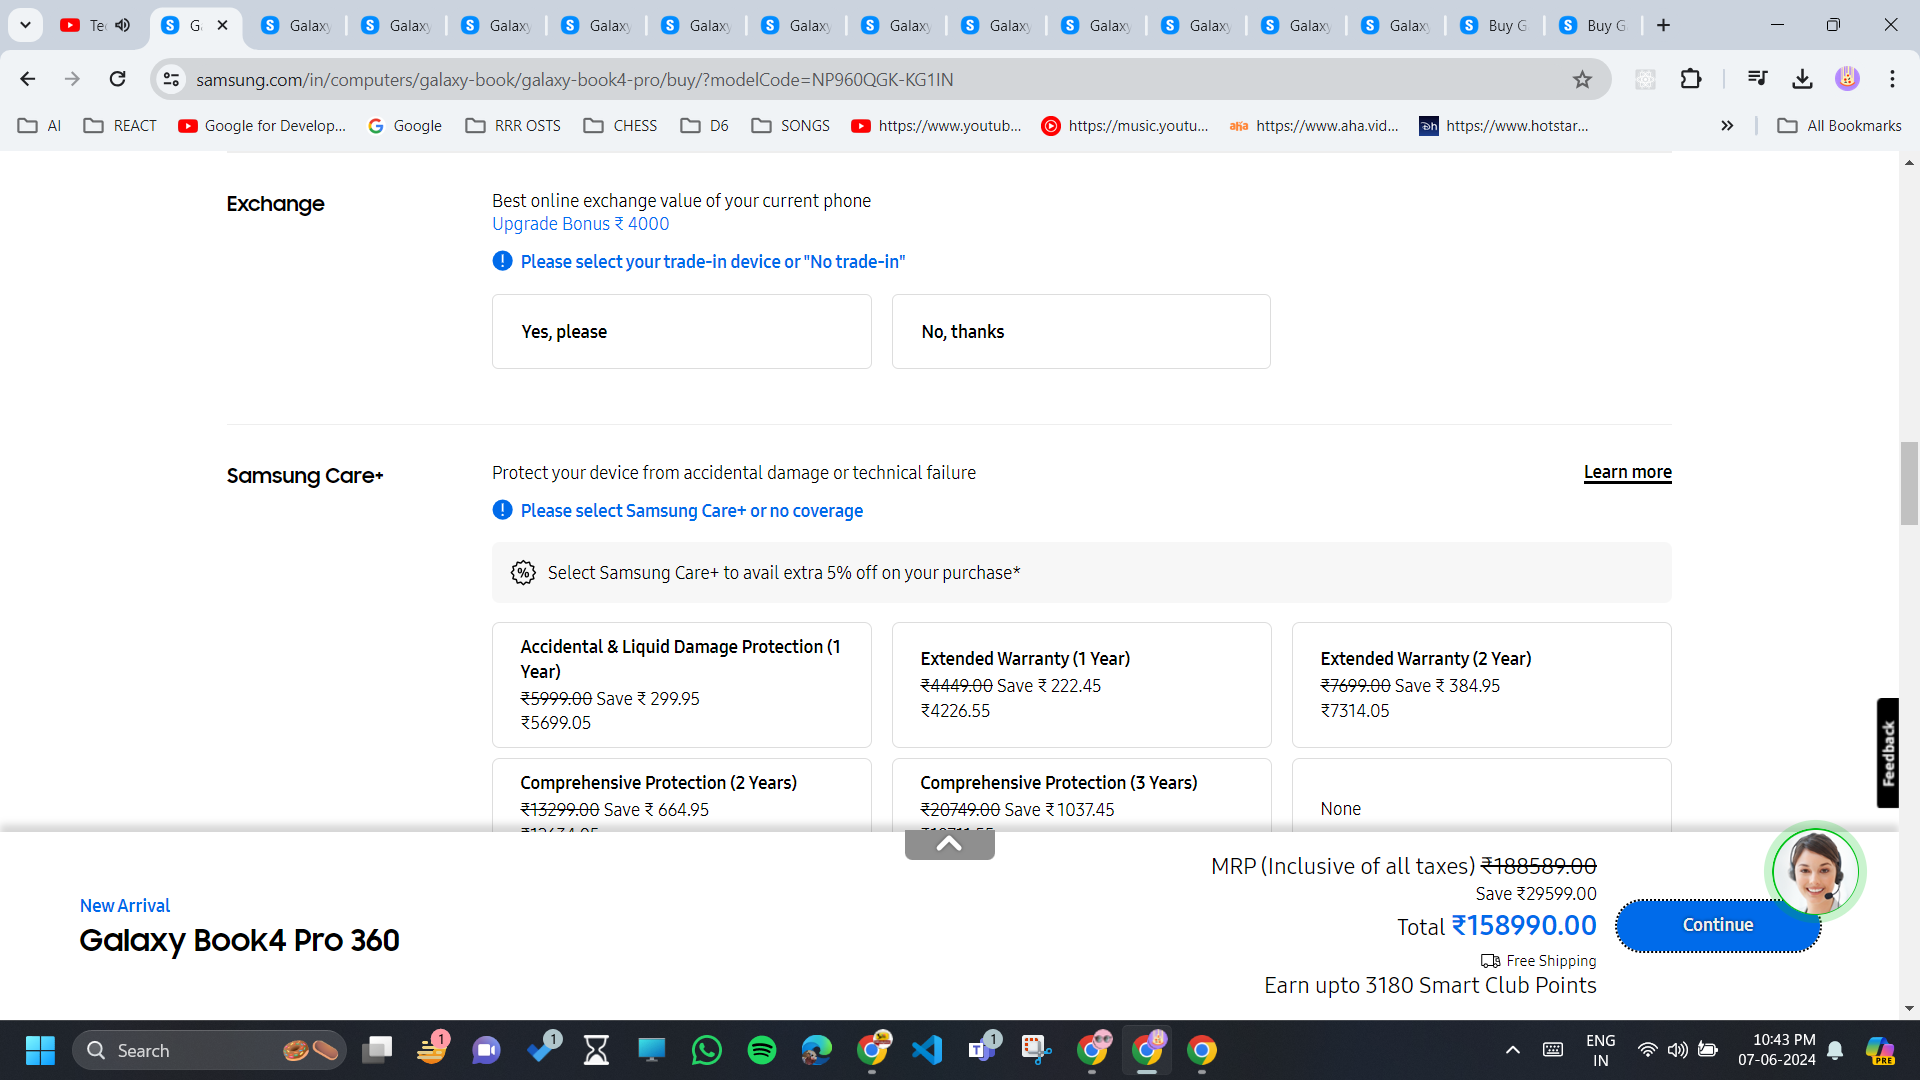 Te
G
Galaxy
Galaxy
Galaxy
Galaxy
Galaxy
Galaxy
Galaxy
Galaxy
Galaxy
Galaxy
Galaxy
Galaxy
Buy G
Buy G
samsung.com/in/computers/galaxy-book/galaxy-book4-pro/buy/?modelCode=NP960QGK-KG1IN
AI
REACT
Google for Develop...
Google
RRR OSTS
CHESS
D6
SONGS
https://www.youtub...
https://music.youtu...
aha
https://www.aha.vid...
https://www.hotstar...
All Bookmarks
Exchange
Best online exchange value of your current phone
Upgrade Bonus ₹ 4000
Please select your trade-in device or "No trade-in"
Yes, please
No, thanks
Samsung Care+
Protect your device from accidental damage or technical failure
Learn more
Please select Samsung Care+ or no coverage
Select Samsung Care+ to avail extra 5% off on your purchase*
Accidental & Liquid Damage Protection (1
Year)
₹5999.00 Save ₹ 299.95
₹5699.05
Extended Warranty (1 Year)
₹4449.00 Save ₹ 222.45
₹4226.55
Extended Warranty (2 Year)
₹7699.00 Save ₹ 384.95
₹7314.05
Comprehensive Protection (2 Years)
₹13299.00 Save ₹ 664.95
Comprehensive Protection (3 Years)
₹20749.00 Save ₹ 1037.45
None
Feedback
New Arrival
Galaxy Book4 Pro 360
MRP (Inclusive of all taxes) ₹188589.00
Save ₹29599.00
Total ₹158990.00
Free Shipping
Earn upto 3180 Smart Club Points
Continue
Search
1
1
1
ENG
IN
10:43 PM
07-06-2024
PRE